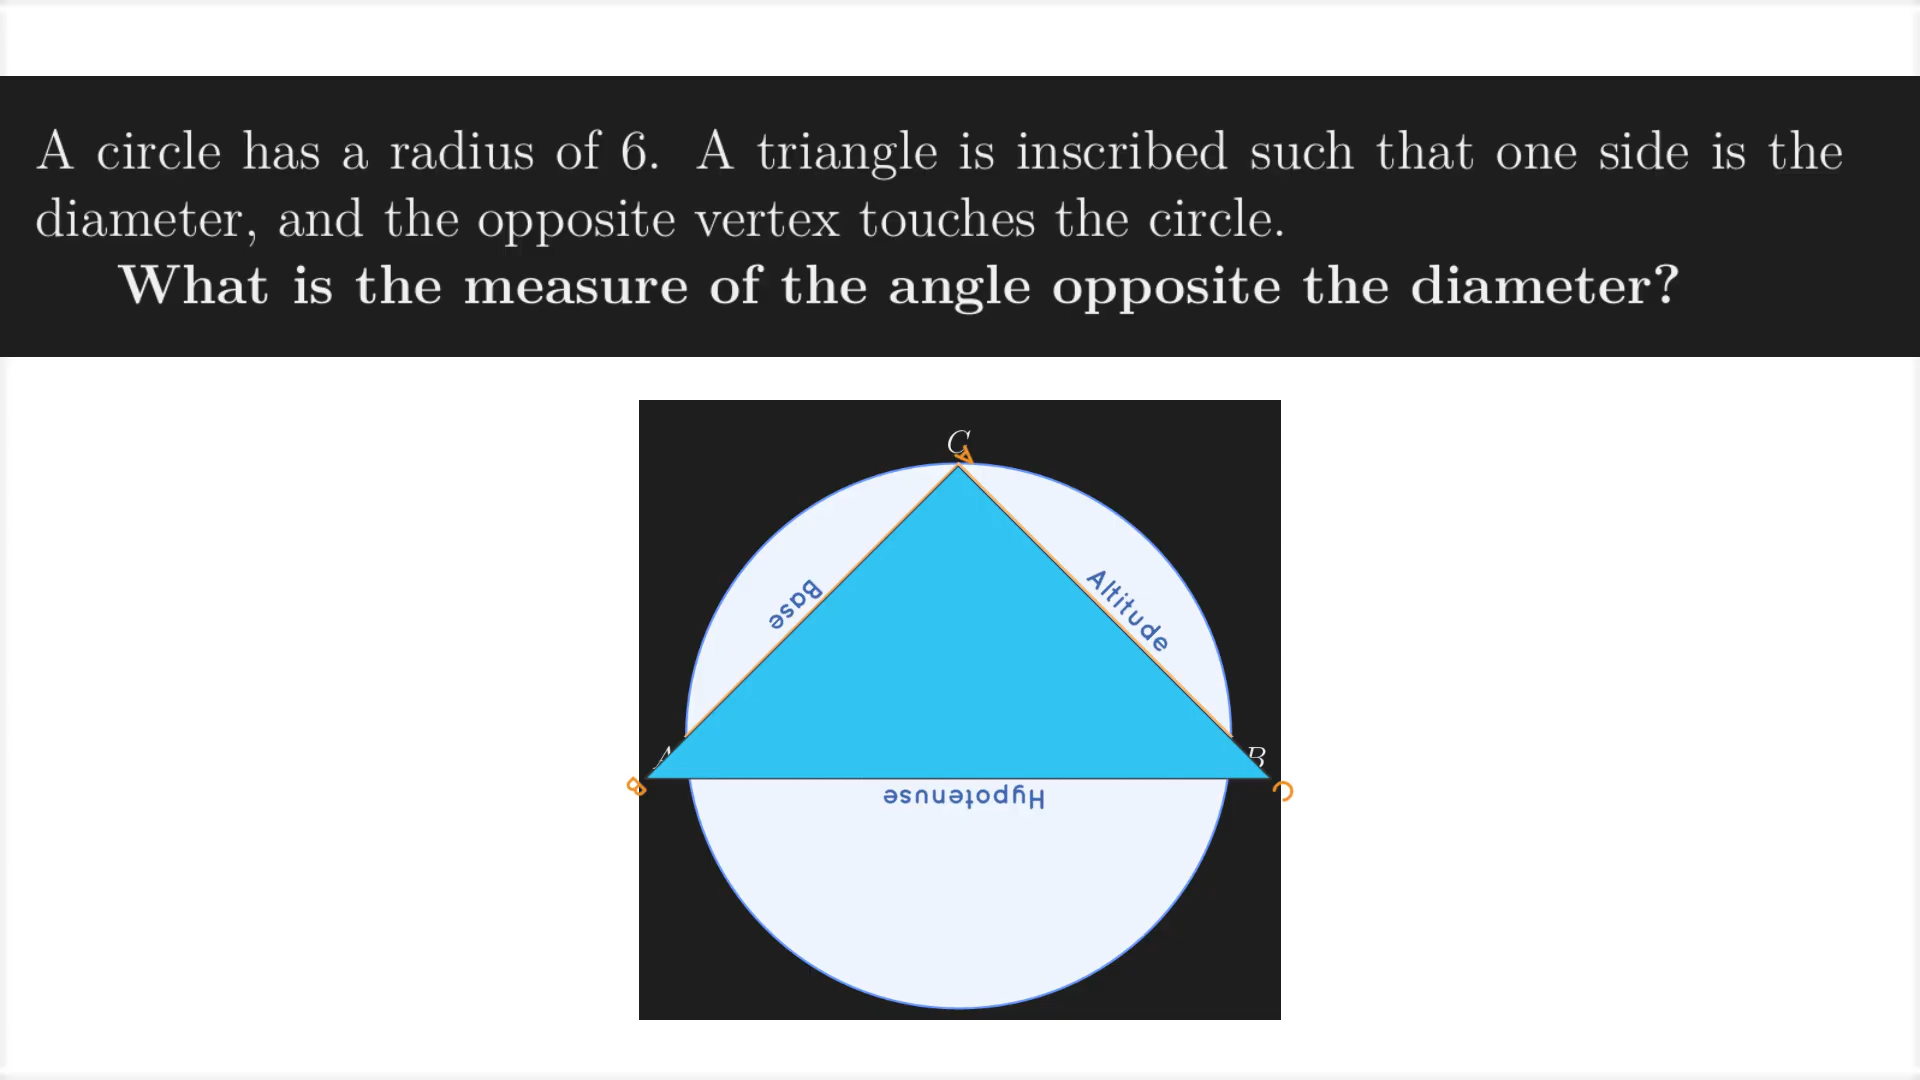 A circle has a radius of 6. A triangle is inscribed such that one side is the
diameter, and the opposite vertex touches the circle.
What is the measure of the angle opposite the diameter?
C
A
Base
Altitude
A
B
B
C
Hypotenuse